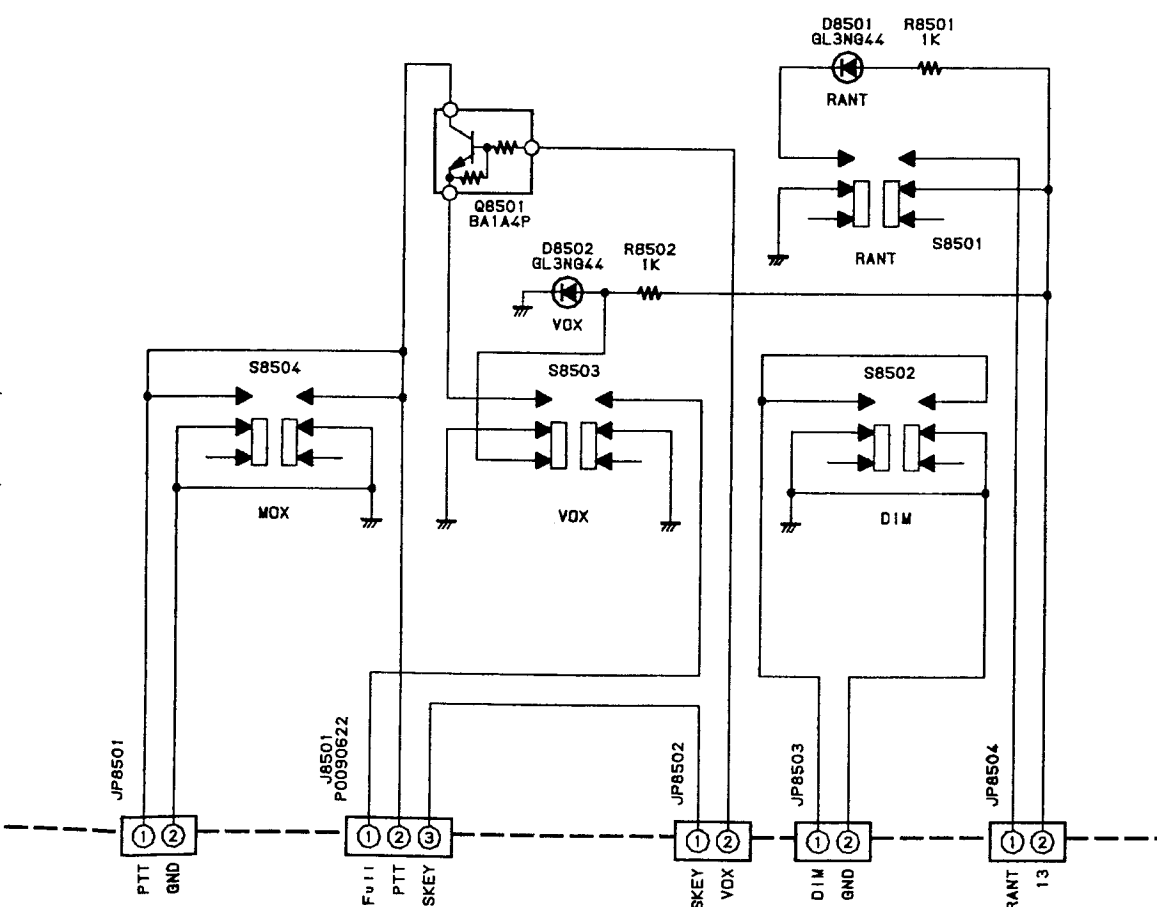 D8501 R8501
GL3NG44 1K
RANT
Q8501
BA1A4P
D8502 R8502
GL3NG44 1K
VOX
S8501
RANT
S8504
S8503
S8502
MOX
VOX
DIM
JP8501
J8501
P0090622
JP8502
JP8503
JP8504
1 2
1 2 3
1 2
1 2
1 2
PTT
GND
Full
PTT
SKEY
SKEY
VOX
DIM
GND
RANT
13